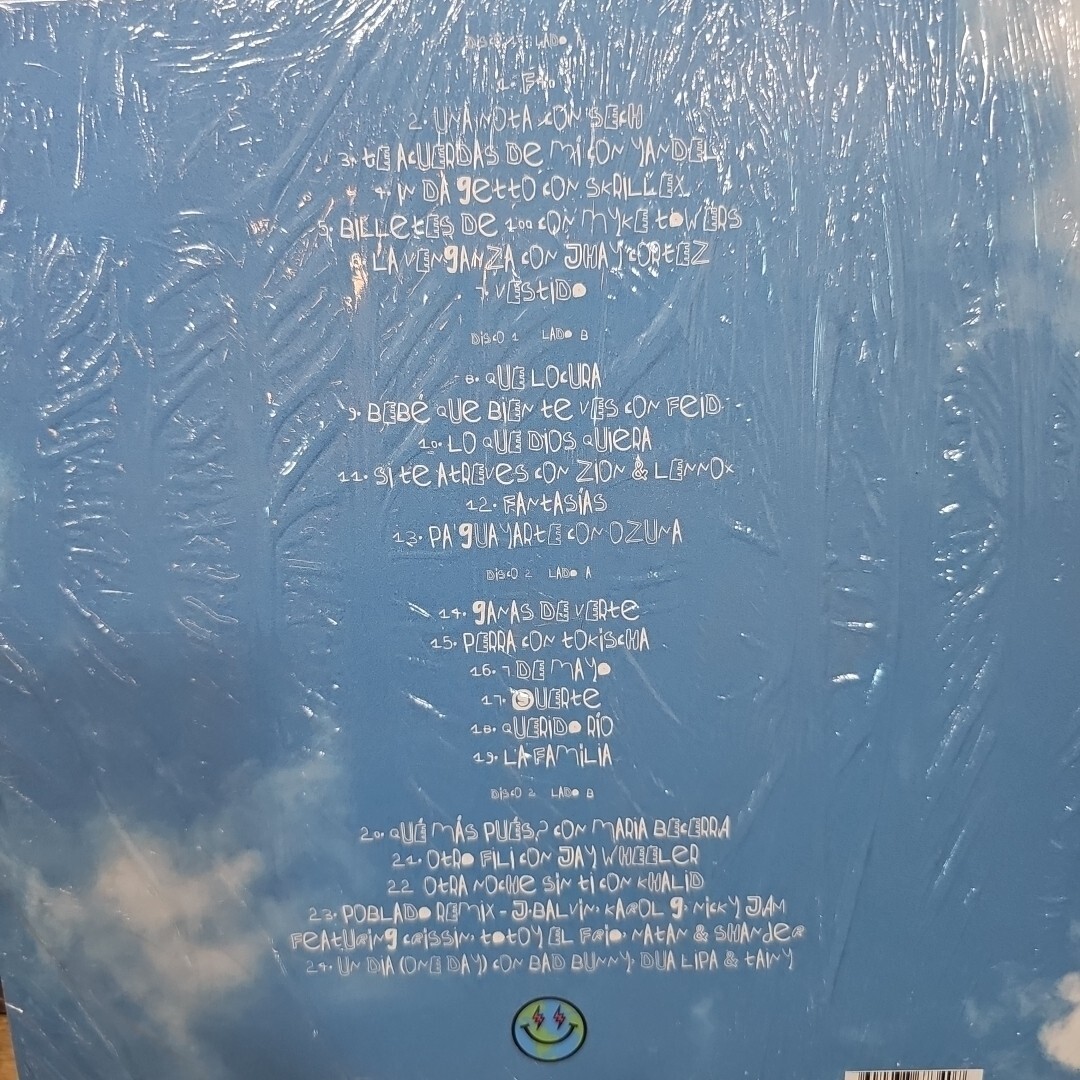 DISCO 1 LADO
1. F40
2. UNA NOTA CON SECH
3. TE ACUERDAS DE MÍ CON YANDEL
4. IN DA GETTO CON SKRILLEX
5. BILLETES DE 100 CON MYKE TOWERS
6. LA VENGANZA CON JHAY CORTEZ
7. VESTIDO
DISCO 1 LADO B
8. QUE LOCURA
9. BEBÉ QUE BIEN TE VES CON FEID
10. LO QUE DIOS QUIERA
11. SI TE ATREVES CON ZION & LENNOX
12. FANTASÍAS
13. PA' GUAYARTE CON OZUNA
DISCO 2 LADO A
14. GANAS DE VERTE
15. PERRA CON TOKISCHA
16. 7 DE MAYO
17. SUERTE
18. QUERIDO RÍO
19. LA FAMILIA
DISCO 2 LADO B
20. QUÉ MÁS PUÉS? CON MARIA BECERRA
21. OTRO FILI CON JAY WHEELER
22 OTRA NOCHE SIN TI CON KHALID
23. POBLADO REMIX - J.BALVIN, KAROL G, NICKY JAM
FEATURING CRISSIN, TOTOY EL FRIO, NATAN & SHANDER
24. UN DIA (ONE DAY) CON BAD BUNNY, DUA LIPA & TAINY